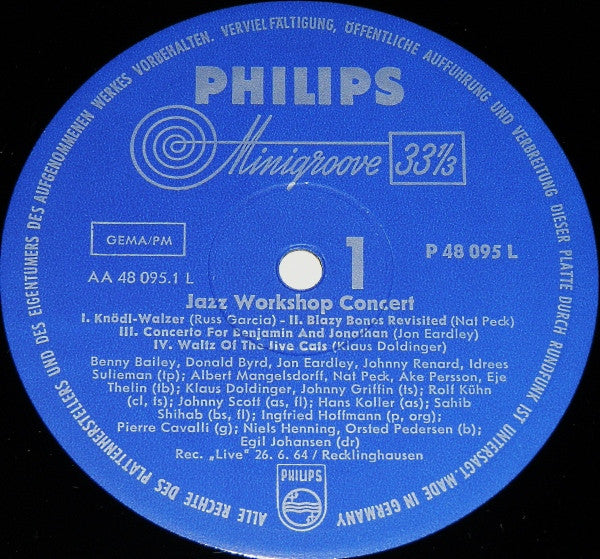 ALLE RECHTE DES PLATTENHERSTELLERS UND DES EIGENTÜMERS DES AUFGENOMMENEN WERKES VORBEHALTEN. VERVIELFÄLTIGUNG, ÖFFENTLICHE AUFFÜHRUNG UND VERBREITUNG DIESER PLATTE DURCH RUNDFUNK IST UNTERSAGT. MADE IN GERMANY
PHILIPS
Minigroove 33⅓
GEMA/PM
1
P 48 095 L
AA 48 095.1 L
Jazz Workshop Concert
I. Knödl-Walzer (Russ Garcia) - II. Blazy Bones Revisited (Nat Peck)
III. Concerto For Benjamin And Jonathan (Jon Eardley)
IV. Waltz Of The Jive Cats (Klaus Doldinger)
Benny Bailey, Donald Byrd, Jon Eardley, Johnny Renard, Idrees
Sulieman (tp); Albert Mangelsdorff, Nat Peck, Åke Persson, Eje
Thelin (tb); Klaus Doldinger, Johnny Griffin (ts); Rolf Kühn
(cl, ts); Johnny Scott (as, fl); Hans Koller (as); Sahib
Shihab (bs, fl); Ingfried Hoffmann (p, org);
Pierre Cavalli (g); Niels Henning, Orsted Pedersen (b);
Egil Johansen (dr)
Rec. „Live" 26. 6. 64 / Recklinghausen
PHILIPS